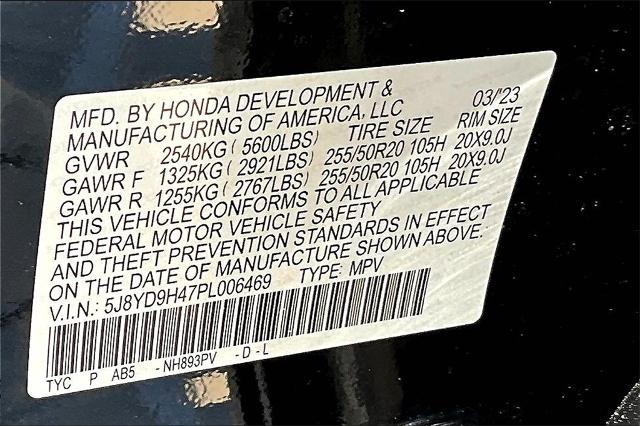 MFD. BY HONDA DEVELOPMENT &
MANUFACTURING OF AMERICA, LLC 03/'23
GVWR 2540KG ( 5600LBS) TIRE SIZE RIM SIZE
GAWR F 1325KG ( 2921LBS) 255/50R20 105H 20X9.0J
GAWR R 1255KG ( 2767LBS) 255/50R20 105H 20X9.0J
THIS VEHICLE CONFORMS TO ALL APPLICABLE
FEDERAL MOTOR VEHICLE SAFETY
AND THEFT PREVENTION STANDARDS IN EFFECT
ON THE DATE OF MANUFACTURE SHOWN ABOVE.
V.I.N.: 5J8YD9H47PL006469 TYPE: MPV
TYC P AB5 - NH893PV - D - L